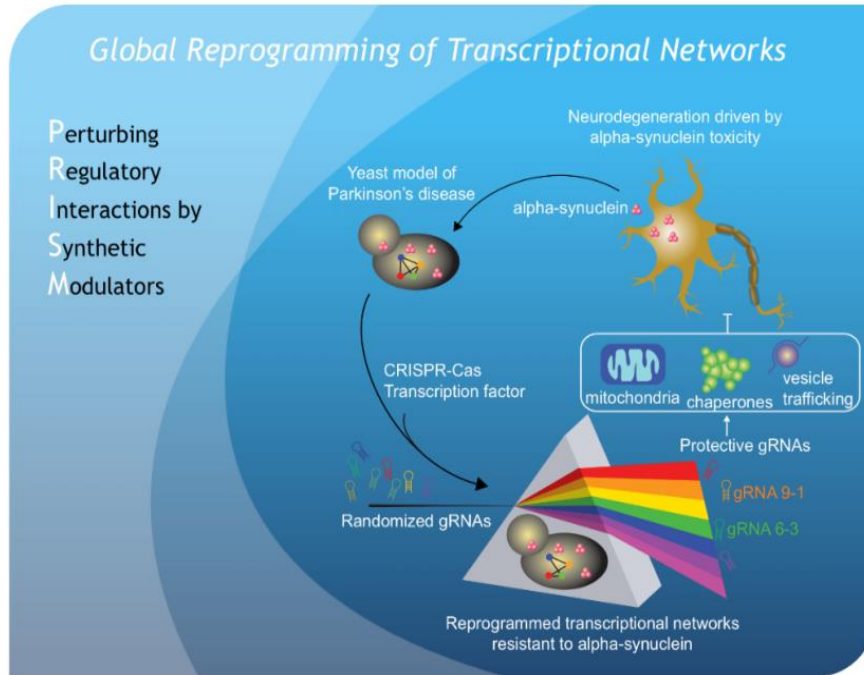 Global Reprogramming of Transcriptional Networks
Perturbing
Regulatory
Interactions by
Synthetic
Modulators
Neurodegeneration driven by
alpha-synuclein toxicity
Yeast model of
Parkinson's disease
alpha-synuclein
CRISPR-Cas
Transcription factor
mitochondria
chaperones
vesicle
trafficking
Protective gRNAs
Randomized gRNAs
gRNA 9-1
gRNA 6-3
Reprogrammed transcriptional networks
resistant to alpha-synuclein